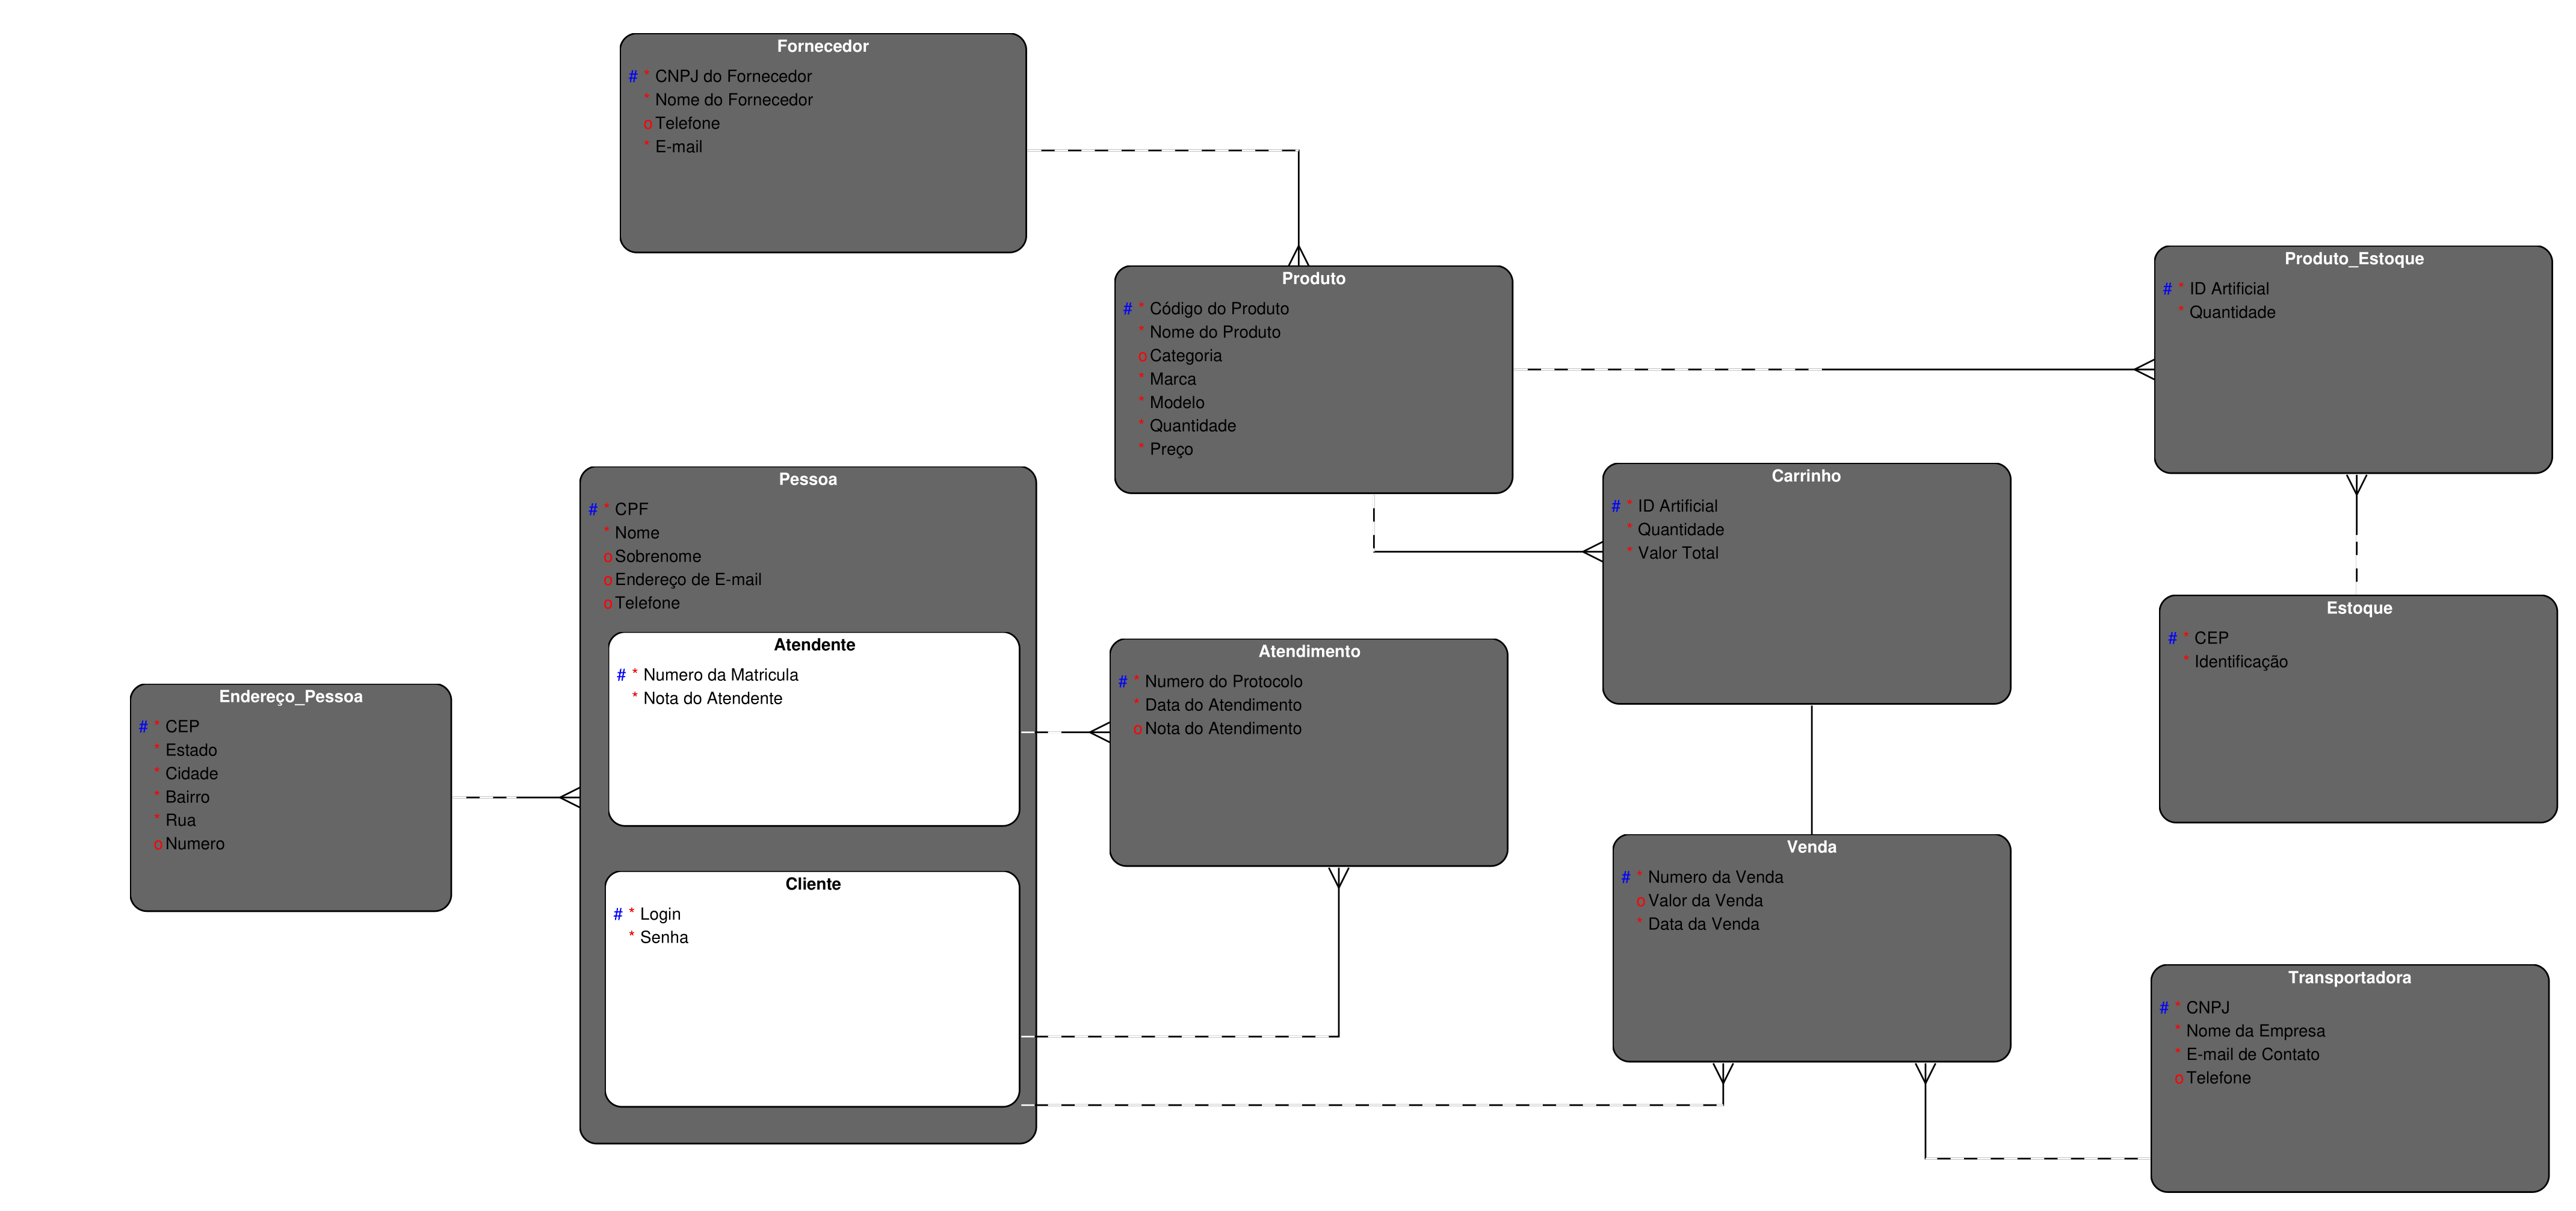 Fornecedor
# * CNPJ do Fornecedor
* Nome do Fornecedor
o Telefone
* E-mail
Produto
# * Código do Produto
* Nome do Produto
o Categoria
* Marca
* Modelo
* Quantidade
* Preço
Produto_Estoque
# * ID Artificial
* Quantidade
Pessoa
# * CPF
* Nome
o Sobrenome
o Endereço de E-mail
o Telefone
Atendente
# * Numero da Matricula
* Nota do Atendente
Cliente
# * Login
* Senha
Carrinho
# * ID Artificial
* Quantidade
* Valor Total
Estoque
# * CEP
* Identificação
Atendimento
# * Numero do Protocolo
* Data do Atendimento
o Nota do Atendimento
Endereço_Pessoa
# * CEP
* Estado
* Cidade
* Bairro
* Rua
o Numero
Venda
# * Numero da Venda
o Valor da Venda
* Data da Venda
Transportadora
# * CNPJ
* Nome da Empresa
* E-mail de Contato
o Telefone